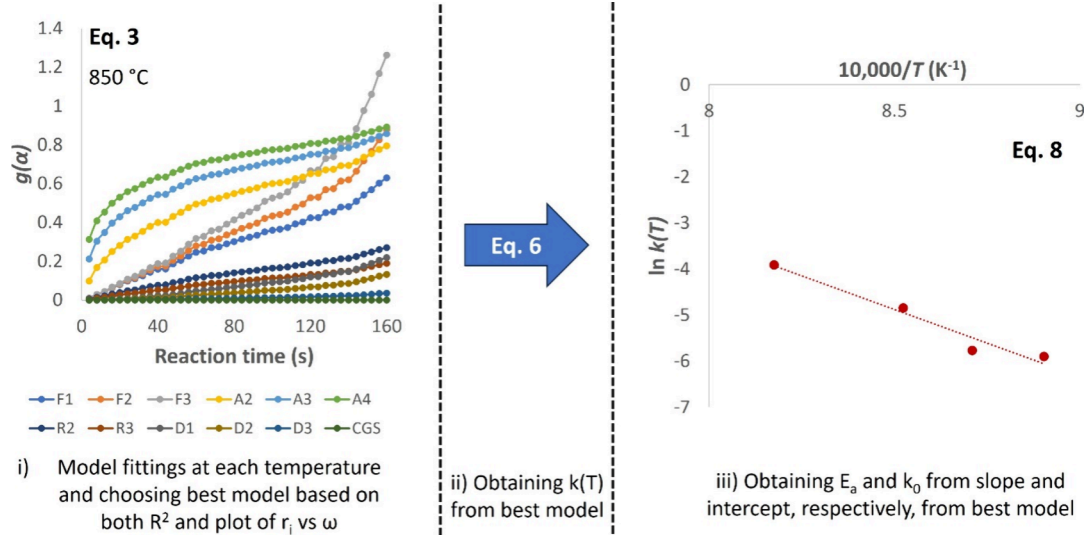 Eq. 3
850 °C
1.4
1.2
1
0.8
0.6
0.4
0.2
0
g(α)
0 40 80 120 160
Reaction time (s)
F1 F2 F3 A2 A3 A4
R2 R3 D1 D2 D3 CGS
i) Model fittings at each temperature
and choosing best model based on
both R² and plot of rᵢ vs ω
Eq. 6
ii) Obtaining k(T)
from best model
10,000/T (K⁻¹)
8 8.5 9
0
-1
-2
-3
-4
-5
-6
-7
ln k(T)
Eq. 8
iii) Obtaining Eₐ and k₀ from slope and
intercept, respectively, from best model